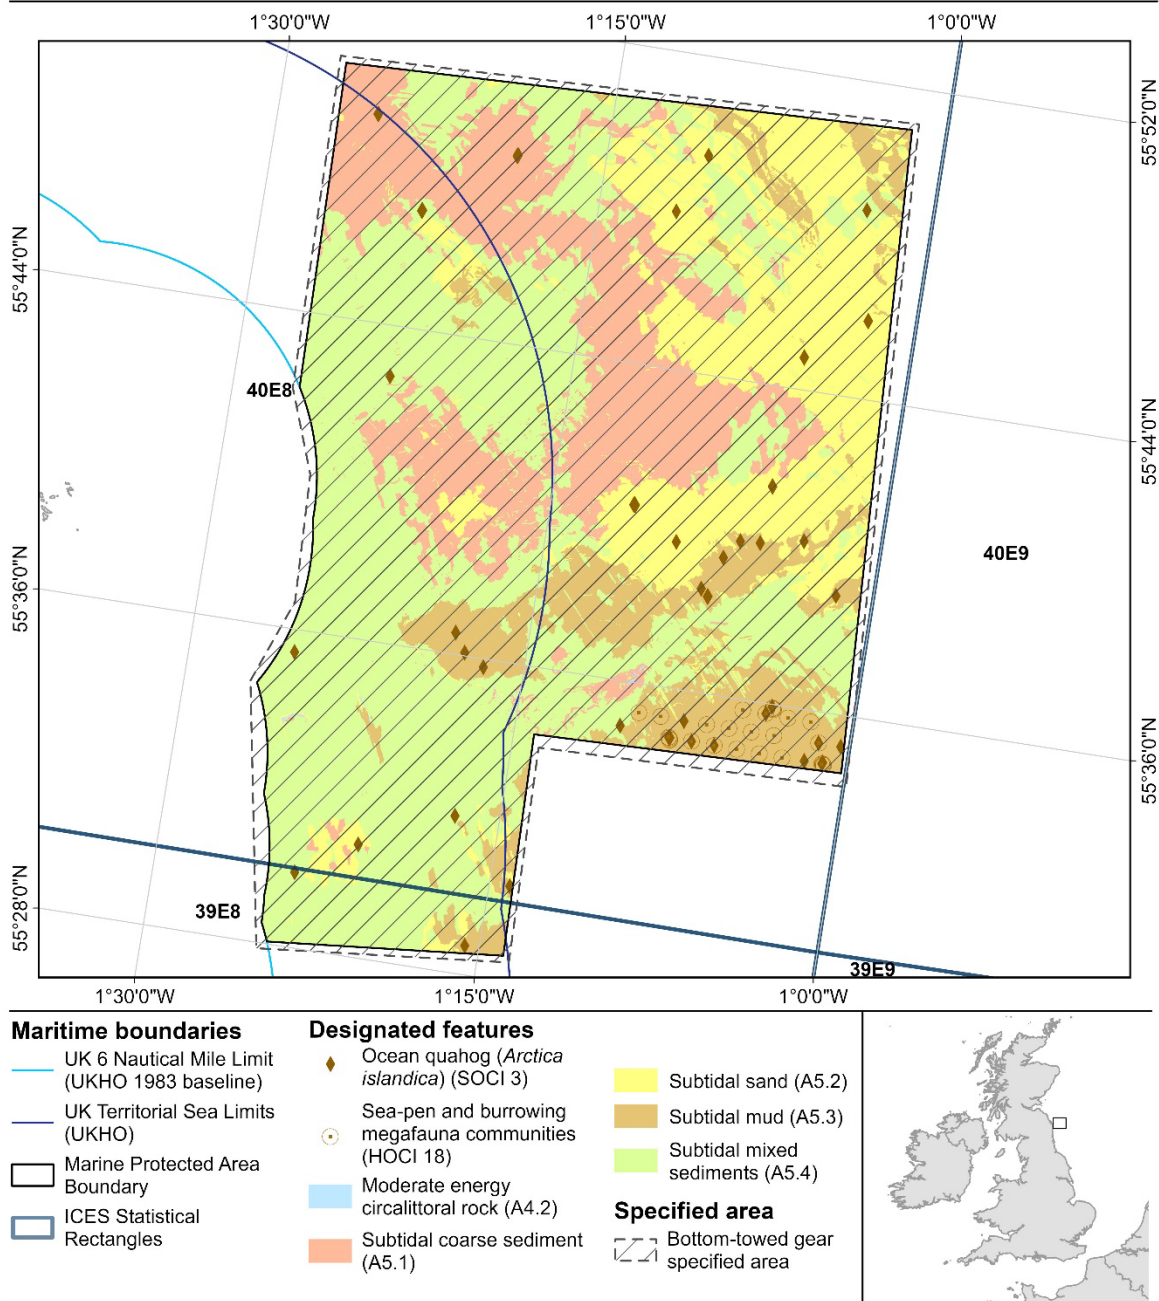 1°30'0"W
1°15'0"W
1°0'0"W
55°52'0"N
55°44'0"N
40E8
55°44'0"N
40E9
55°36'0"N
55°36'0"N
55°28'0"N
39E8
39E9
1°30'0"W
1°15'0"W
1°0'0"W
Maritime boundaries
UK 6 Nautical Mile Limit
(UKHO 1983 baseline)
UK Territorial Sea Limits
(UKHO)
Marine Protected Area
Boundary
ICES Statistical
Rectangles
Designated features
Ocean quahog (Arctica
islandica) (SOCI 3)
Sea-pen and burrowing
megafauna communities
(HOCI 18)
Moderate energy
circalittoral rock (A4.2)
Subtidal coarse sediment
(A5.1)
Subtidal sand (A5.2)
Subtidal mud (A5.3)
Subtidal mixed
sediments (A5.4)
Specified area
Bottom-towed gear
specified area